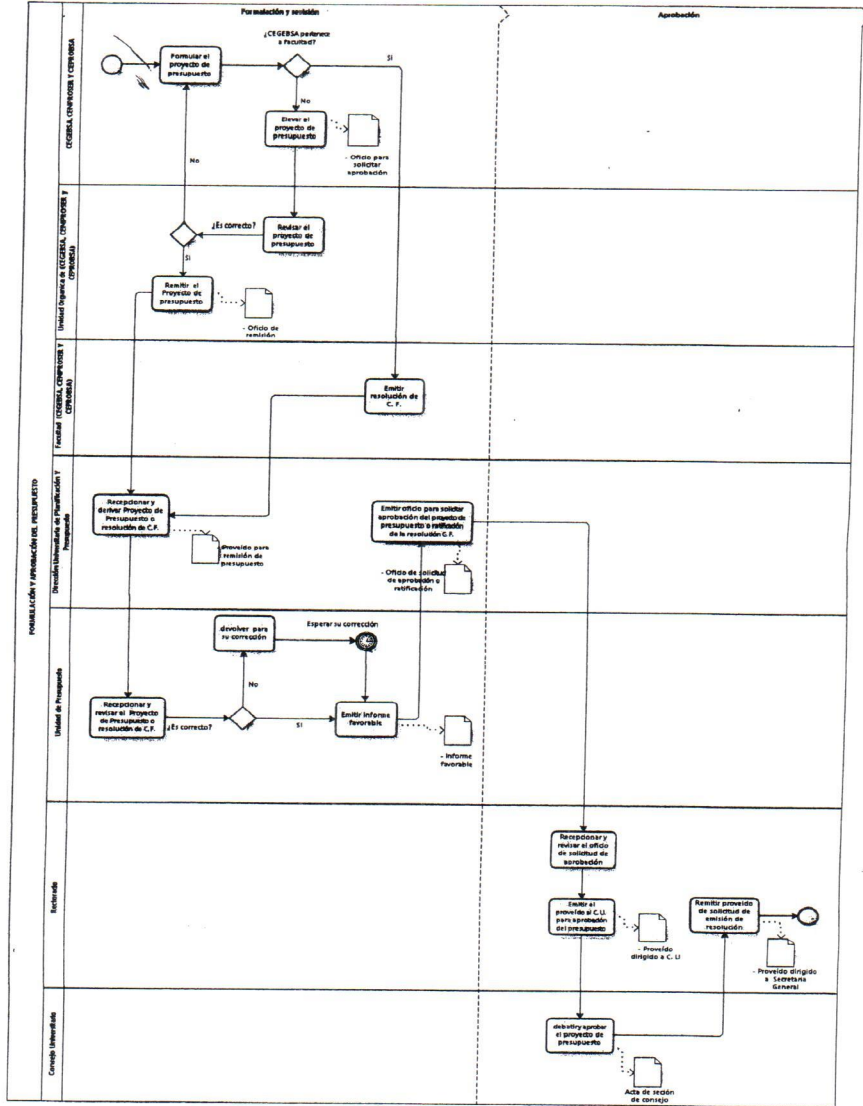 FORMULACIÓN Y APROBACIÓN DEL PRESUPUESTO
Formulación y revisión
Aprobación
CEGEBSA, CENPROSER Y CEPROBSA
Formular el
proyecto de
presupuesto
¿CEGEBSA pertenece
a facultad?
Si
No
Elevar el
proyecto de
presupuesto
- Oficio para
solicitar
aprobación
No
Unidad Organica de (CEGEBSA, CENPROSER Y
CEPROBSA)
Revisar el
proyecto de
presupuesto
¿Es correcto?
Si
Remitir el
Proyecto de
presupuesto
- Oficio de
remisión
Facultad (CEGEBSA, CENPROSER Y
CEPROBSA)
Emitir
resolución de
C. F.
Dirección Universitaria de Planificación Y
Presupuesto
Recepcionar y
derivar Proyecto de
Presupuesto o
resolución de C.F.
- Proveido para
remisión de
presupuesto
Emitir oficio para solicitar
aprobación del proyecto de
presupuesto o ratificación
de la resolución C.F.
- Oficio de solicitud
de aprobación o
ratificación
Unidad de Presupuesto
devolver para
su corrección
Esperar su corrección
No
Recepcionar y
revisar el Proyecto
de Presupuesto o
resolución de C.F.
¿Es correcto?
Si
Emitir informe
favorable
- Informe
favorable
Rectorado
Recepcionar y
revisar el oficio
de solicitud de
aprobación
Emitir el
proveído al C.U.
para aprobación
del presupuesto
- Proveído
dirigido a C. U
Remitir proveído
de solicitud de
emisión de
resolución
- Proveído dirigido
a Secretaria
General
Consejo Universitario
debatir y aprobar
el proyecto de
presupuesto
Acta de seción
de consejo